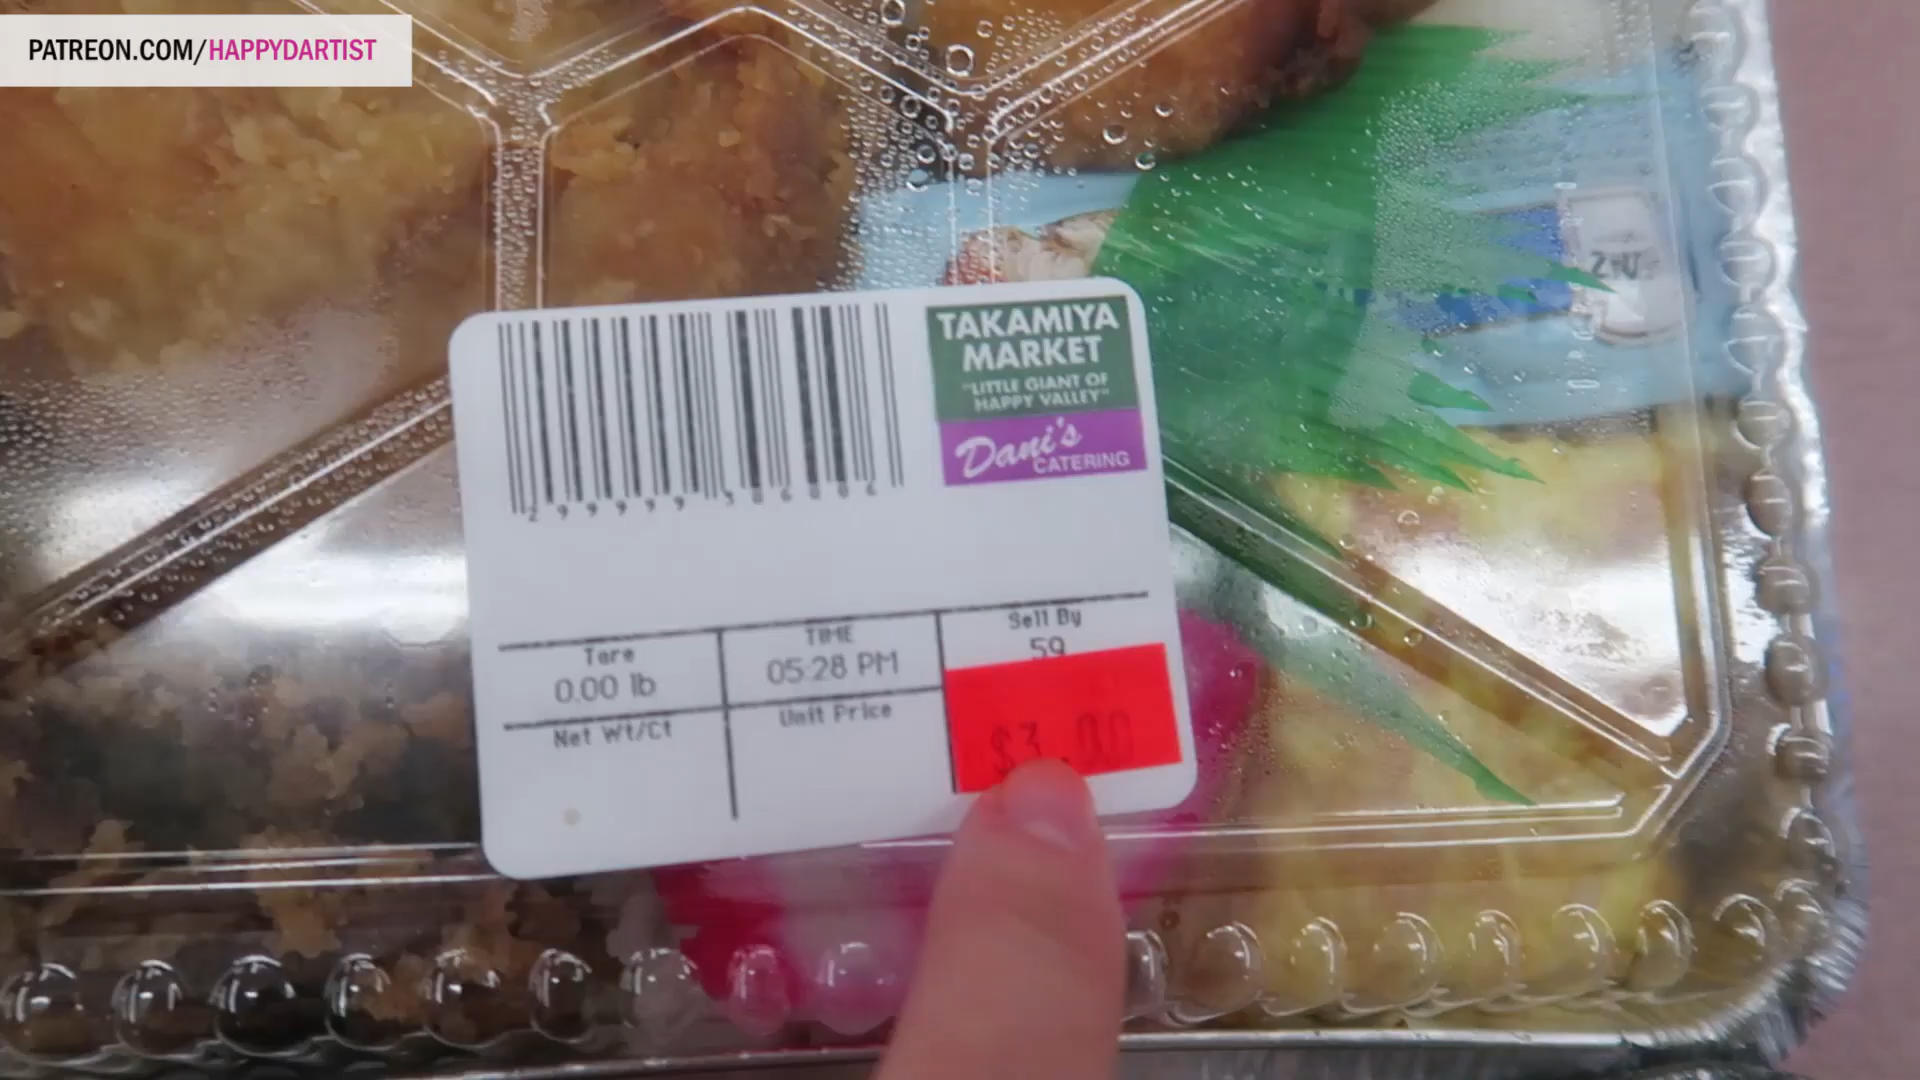 PATREON.COM/HAPPYDARTIST
TAKAMIYA
MARKET
"LITTLE GIANT OF
HAPPY VALLEY"
Dani's
CATERING
Tare
0.00 lb
TIME
05:28 PM
Sell By
59
Net Wt/Ct
Unit Price
$3.00